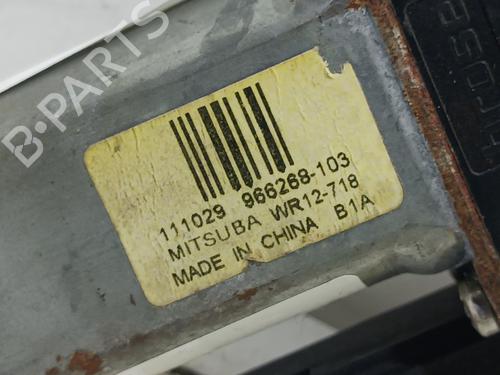 111029 966268-103
MITSUBA WR12-718
MADE IN CHINA B1A
B-PARTS